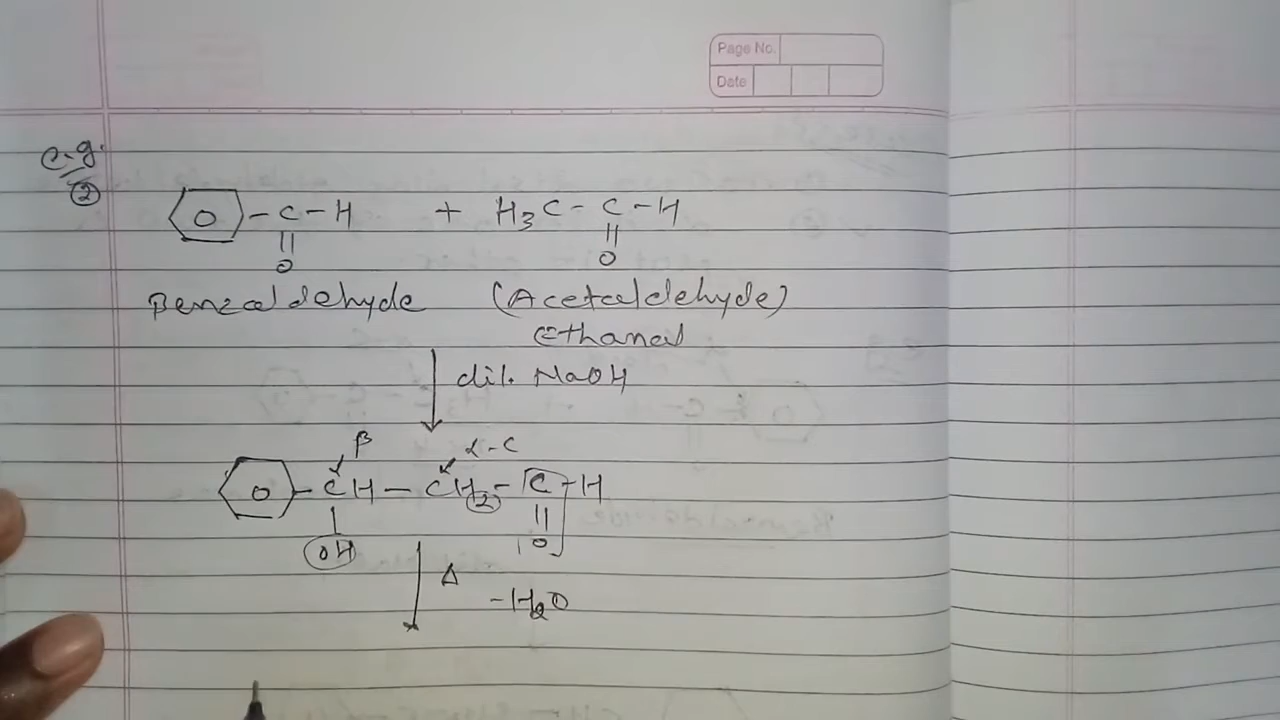 Page No.
Date
e.g.
②
⌬-C-H + H3C-C-H
|| ||
O O
Benzaldehyde (Acetaldehyde)
Ethanal
dil. NaOH
β α-C
⌬-CH-CH2-C-H
| ||
OH O
Δ
-H2O